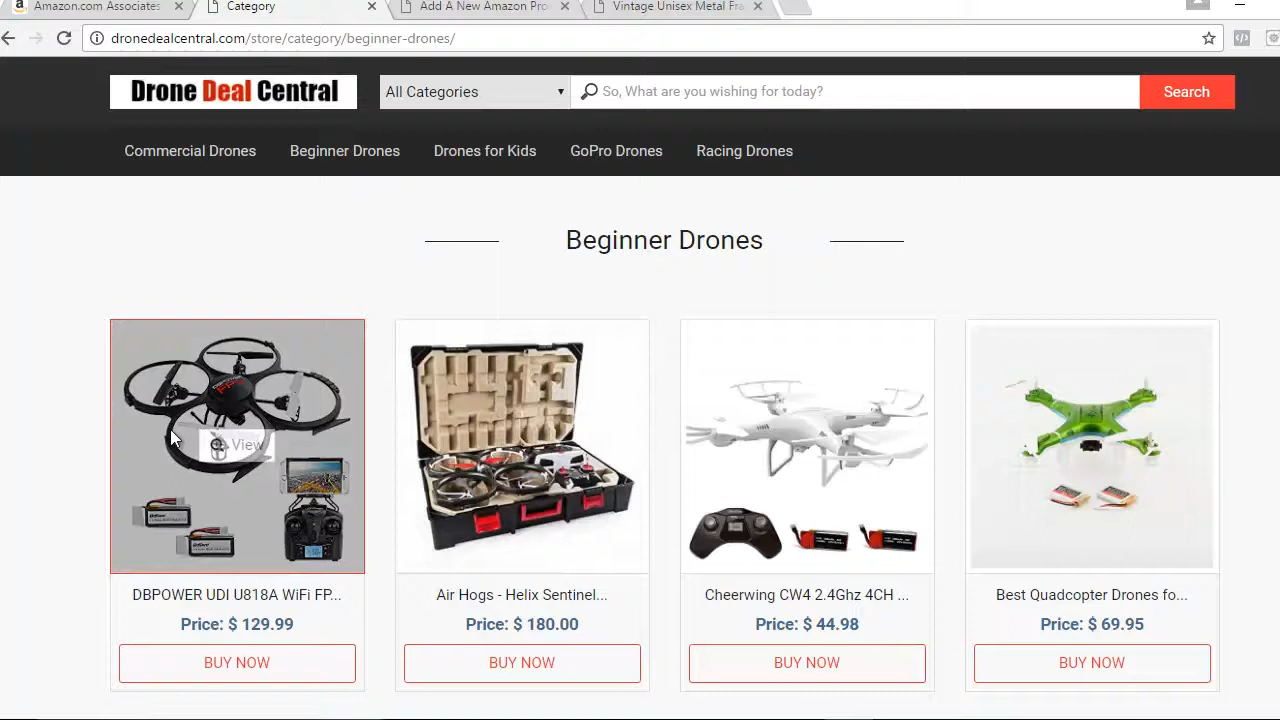 Amazon.com Associates
Category
Add A New Amazon Pro
Vintage Unisex Metal Fra
dronedealcentral.com/store/category/beginner-drones/
Drone Deal Central
All Categories
So, What are you wishing for today?
Search
Commercial Drones
Beginner Drones
Drones for Kids
GoPro Drones
Racing Drones
Beginner Drones
View
DBPOWER UDI U818A WiFi FP...
Air Hogs - Helix Sentinel...
Cheerwing CW4 2.4Ghz 4CH ...
Best Quadcopter Drones fo...
Price: $ 129.99
Price: $ 180.00
Price: $ 44.98
Price: $ 69.95
BUY NOW
BUY NOW
BUY NOW
BUY NOW